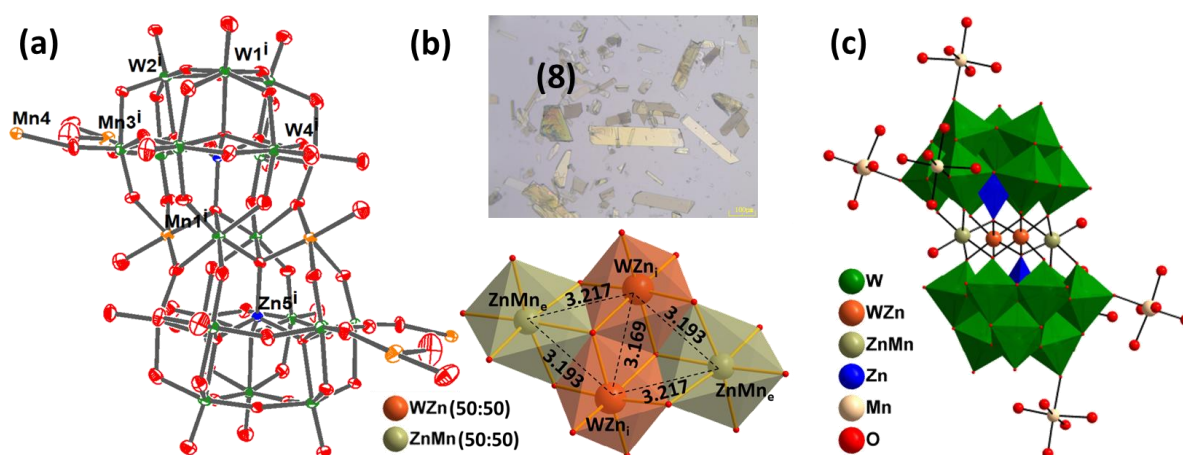 (a)
W2i
W1i
Mn4
Mn3i
W4i
Mn1i
Zn5i
(b)
(8)
WZni
ZnMne
3.217
3.193
3.169
3.193
3.217
ZnMne
WZni
WZn (50:50)
ZnMn (50:50)
(c)
W
WZn
ZnMn
Zn
Mn
O